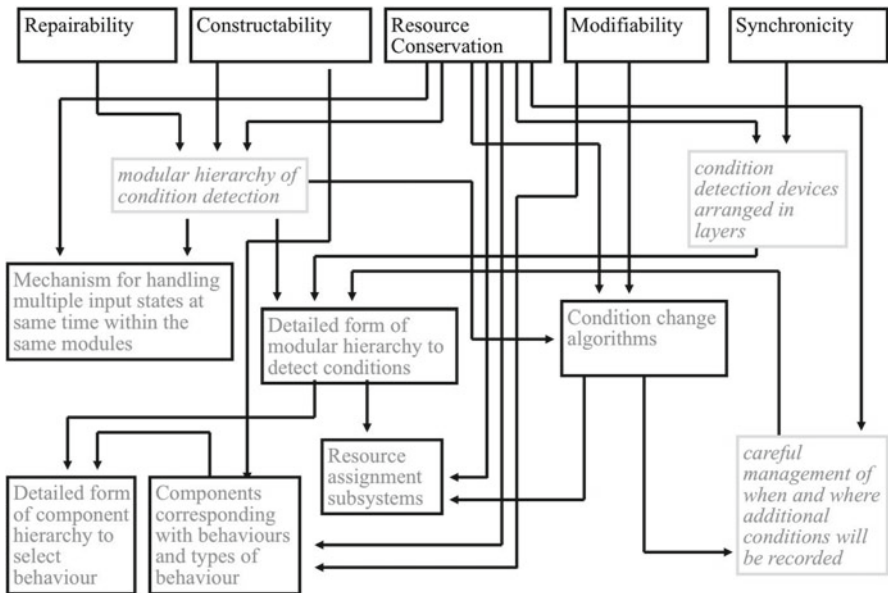 Repairability
Constructability
Resource
Conservation
Modifiability
Synchronicity
modular hierarchy of
condition detection
condition
detection devices
arranged in
layers
Mechanism for handling
multiple input states at
same time within the
same modules
Detailed form of
modular hierarchy to
detect conditions
Condition change
algorithms
Resource
assignment
subsystems
careful
management of
when and where
additional
conditions will
be recorded
Detailed form
of component
hierarchy to
select
behaviour
Components
corresponding
with behaviours
and types of
behaviour